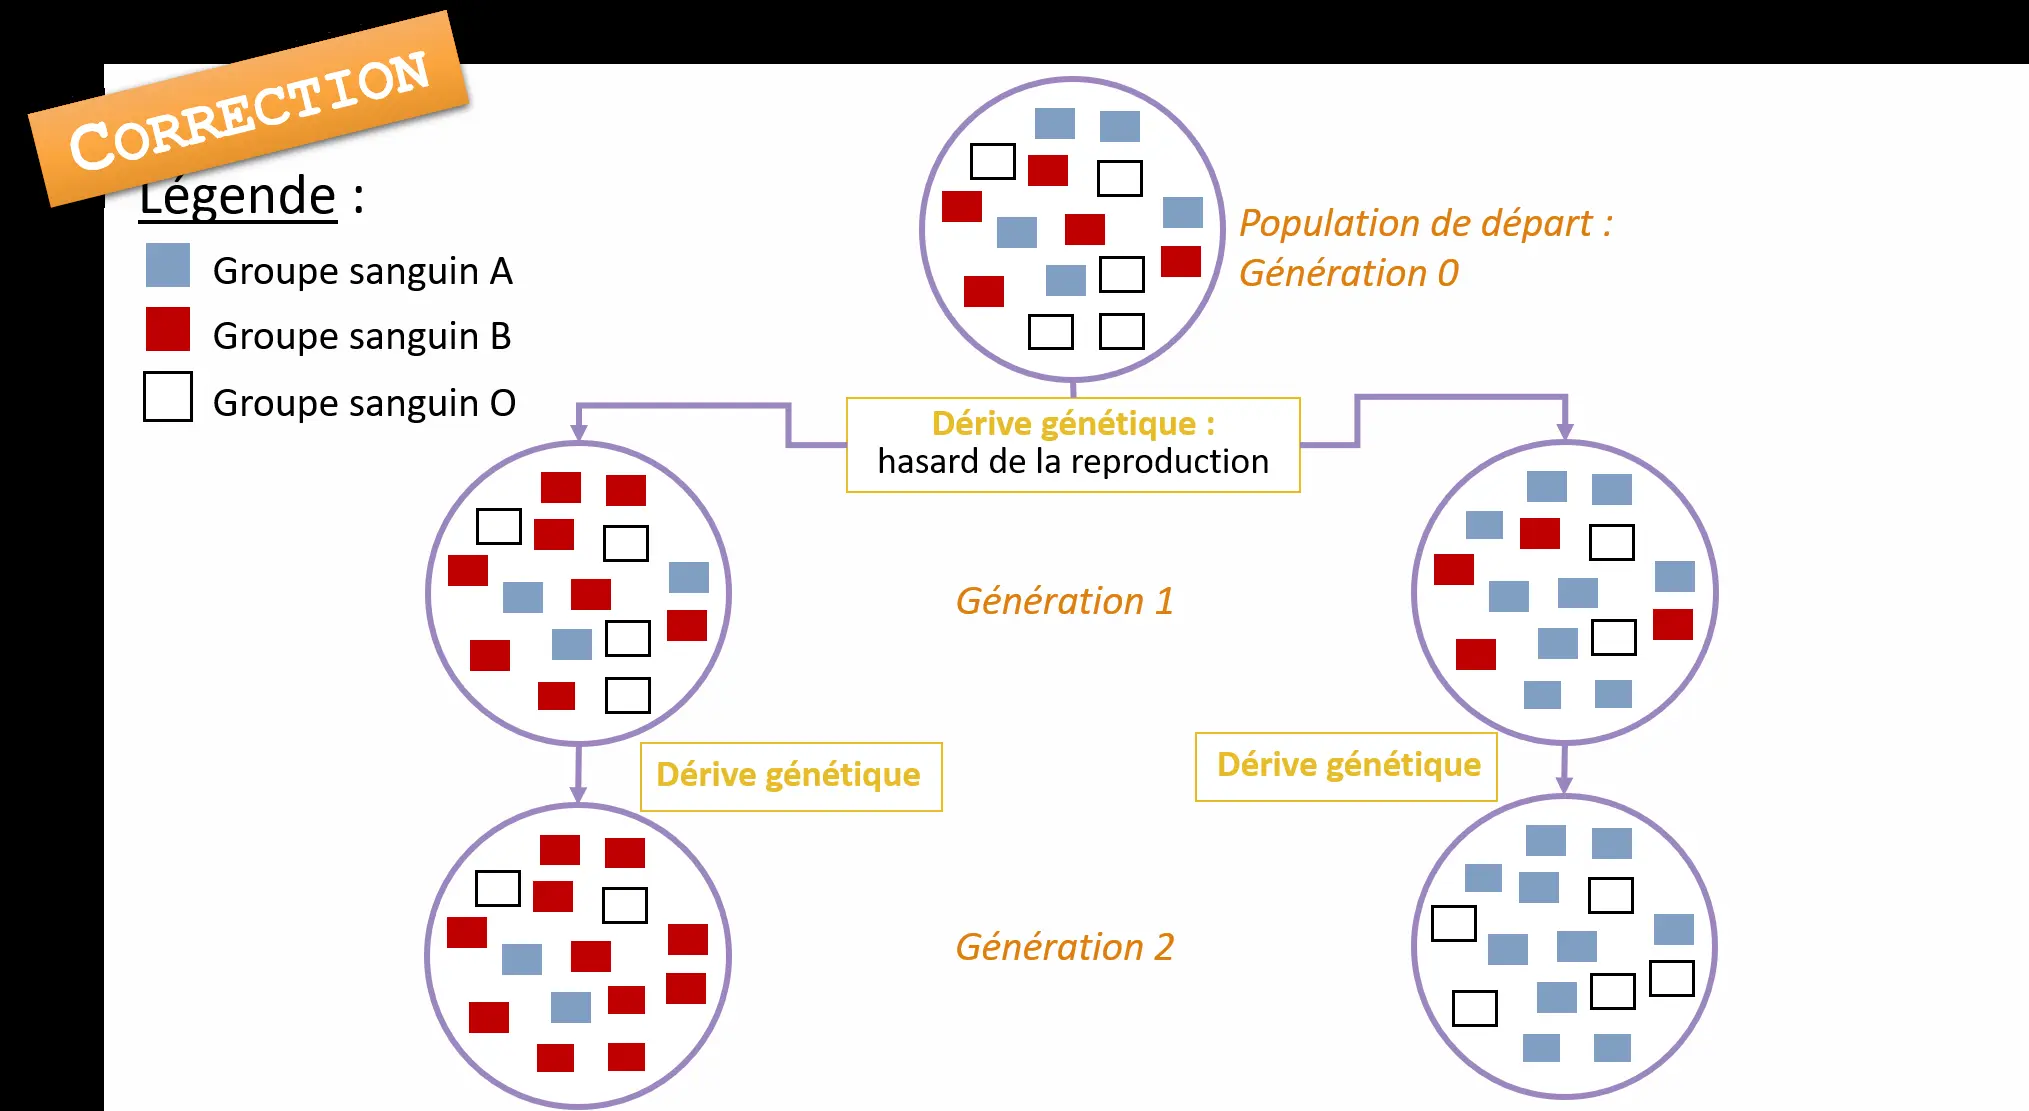 CORRECTION
Légende :
Groupe sanguin A
Groupe sanguin B
Groupe sanguin O
Population de départ :
Génération 0
Dérive génétique :
hasard de la reproduction
Génération 1
Dérive génétique
Dérive génétique
Génération 2